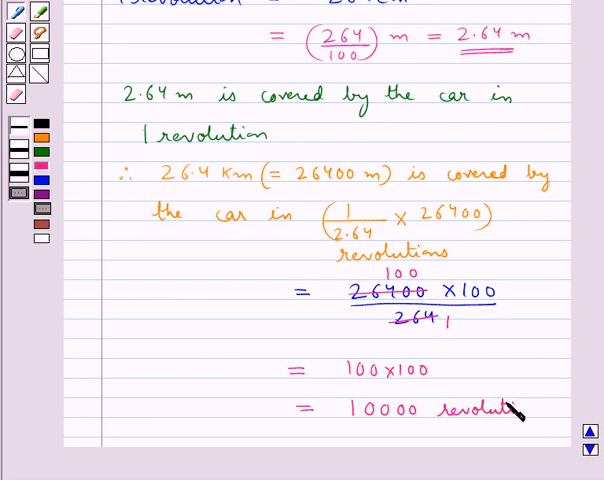 = (264/100) m = 2.64 m
2.64 m is covered by the car in
1 revolution
∴ 26.4 Km (= 26400 m) is covered by
the car in (1/2.64 × 26400)
revolutions
100
= 26400 × 100
264 1
= 100 × 100
= 10000 revoluti